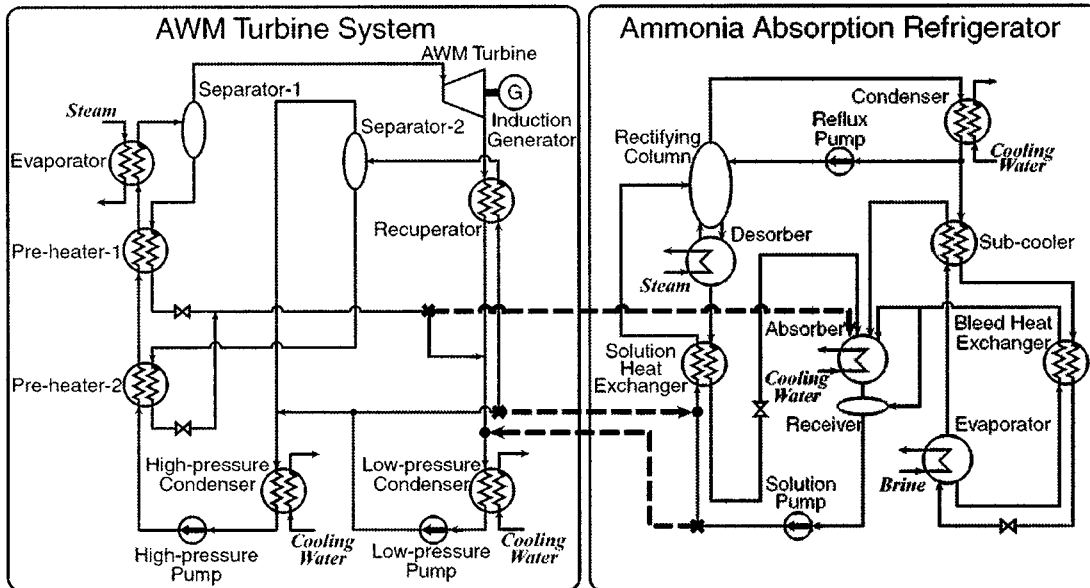 AWM Turbine System
AWM Turbine
Separator-1
G
Steam
Induction
Generator
Separator-2
Evaporator
Recuperator
Pre-heater-1
Pre-heater-2
High-pressure
Condenser
Low-pressure
Condenser
Cooling
Water
Cooling
Water
High-pressure
Pump
Low-pressure
Pump
Ammonia Absorption Refrigerator
Condenser
Reflux
Pump
Rectifying
Column
Cooling
Water
Desorber
Sub-cooler
Steam
Absorber
Bleed Heat
Exchanger
Solution
Heat
Exchanger
Cooling
Water
Receiver
Evaporator
Solution
Pump
Brine